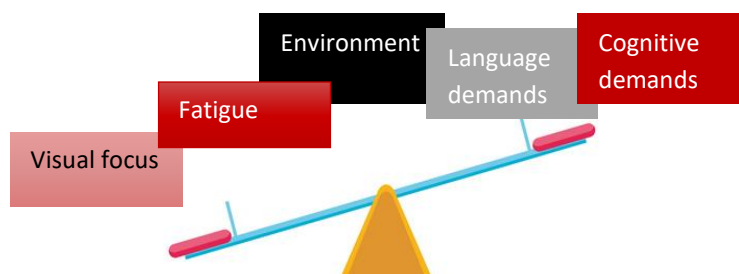 Environment
Cognitive
demands
Language
demands
Fatigue
Visual focus